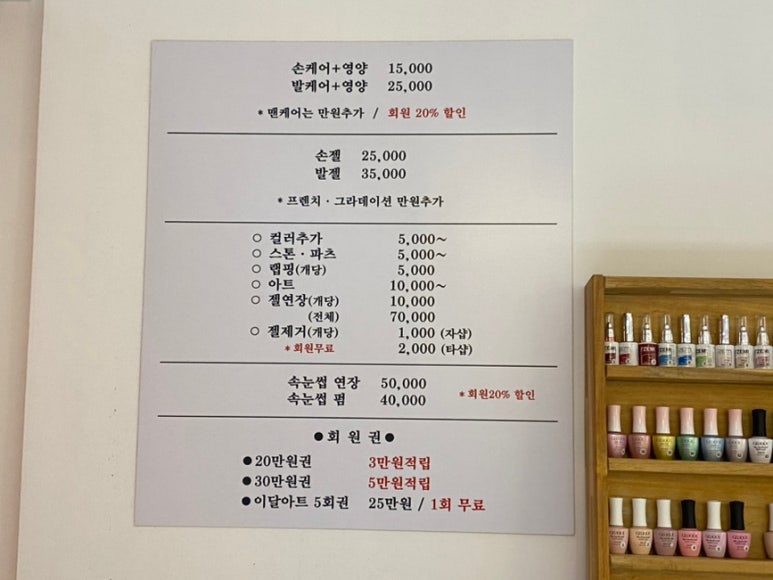 손케어+영양 15,000
발케어+영양 25,000
* 맨케어는 만원추가 / 회원 20% 할인
손젤 25,000
발젤 35,000
* 프렌치 · 그라데이션 만원추가
○ 컬러추가 5,000~
○ 스톤 · 파츠 5,000~
○ 랩핑(개당) 5,000
○ 아트 10,000~
○ 젤연장(개당) 10,000
(전체) 70,000
○ 젤제거(개당) 1,000 (자샵)
* 회원무료 2,000 (타샵)
속눈썹 연장 50,000
속눈썹 펌 40,000
* 회원20% 할인
● 회 원 권 ●
● 20만원권 3만원적립
● 30만원권 5만원적립
● 이달아트 5회권 25만원 / 1회 무료